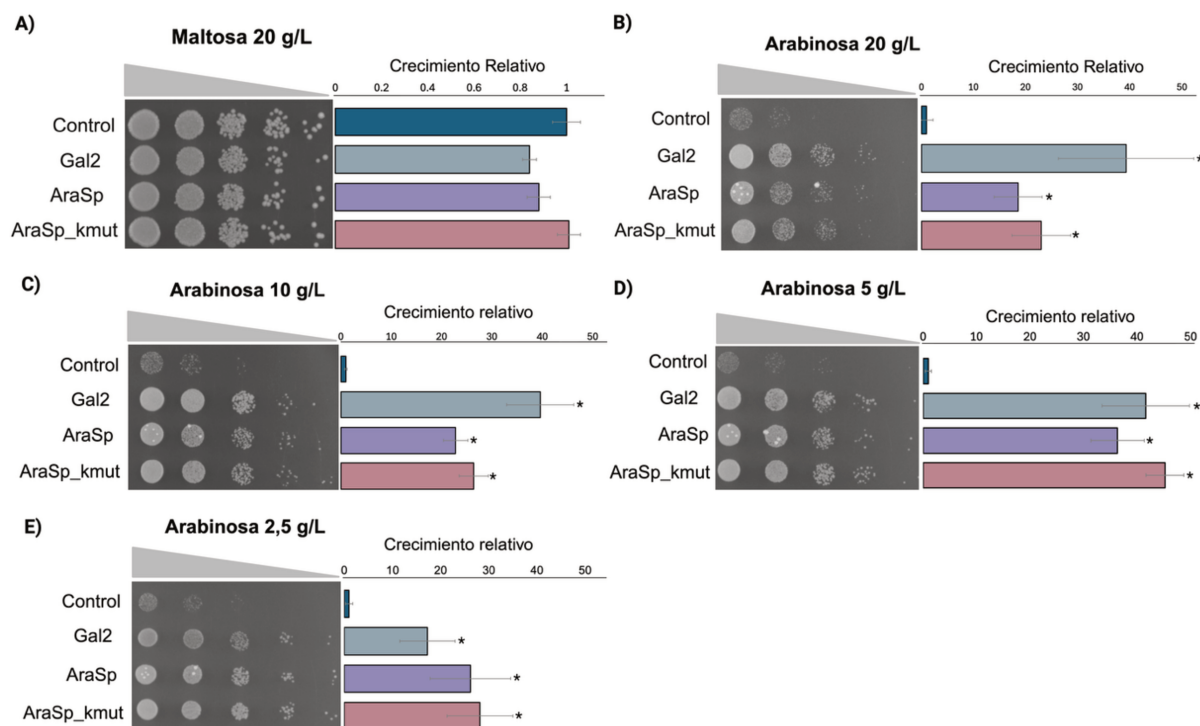 A)
Maltosa 20 g/L
Crecimiento Relativo
0 0.2 0.4 0.6 0.8 1
Control
Gal2
AraSp
AraSp_kmut
B)
Arabinosa 20 g/L
Crecimiento Relativo
0 10 20 30 40 50
Control
Gal2
*
AraSp
*
AraSp_kmut
*
C)
Arabinosa 10 g/L
Crecimiento relativo
0 10 20 30 40 50
Control
Gal2
*
AraSp
*
AraSp_kmut
*
D)
Arabinosa 5 g/L
Crecimiento relativo
0 10 20 30 40 50
Control
Gal2
*
AraSp
*
AraSp_kmut
*
E)
Arabinosa 2,5 g/L
Crecimiento relativo
0 10 20 30 40 50
Control
Gal2
*
AraSp
*
AraSp_kmut
*